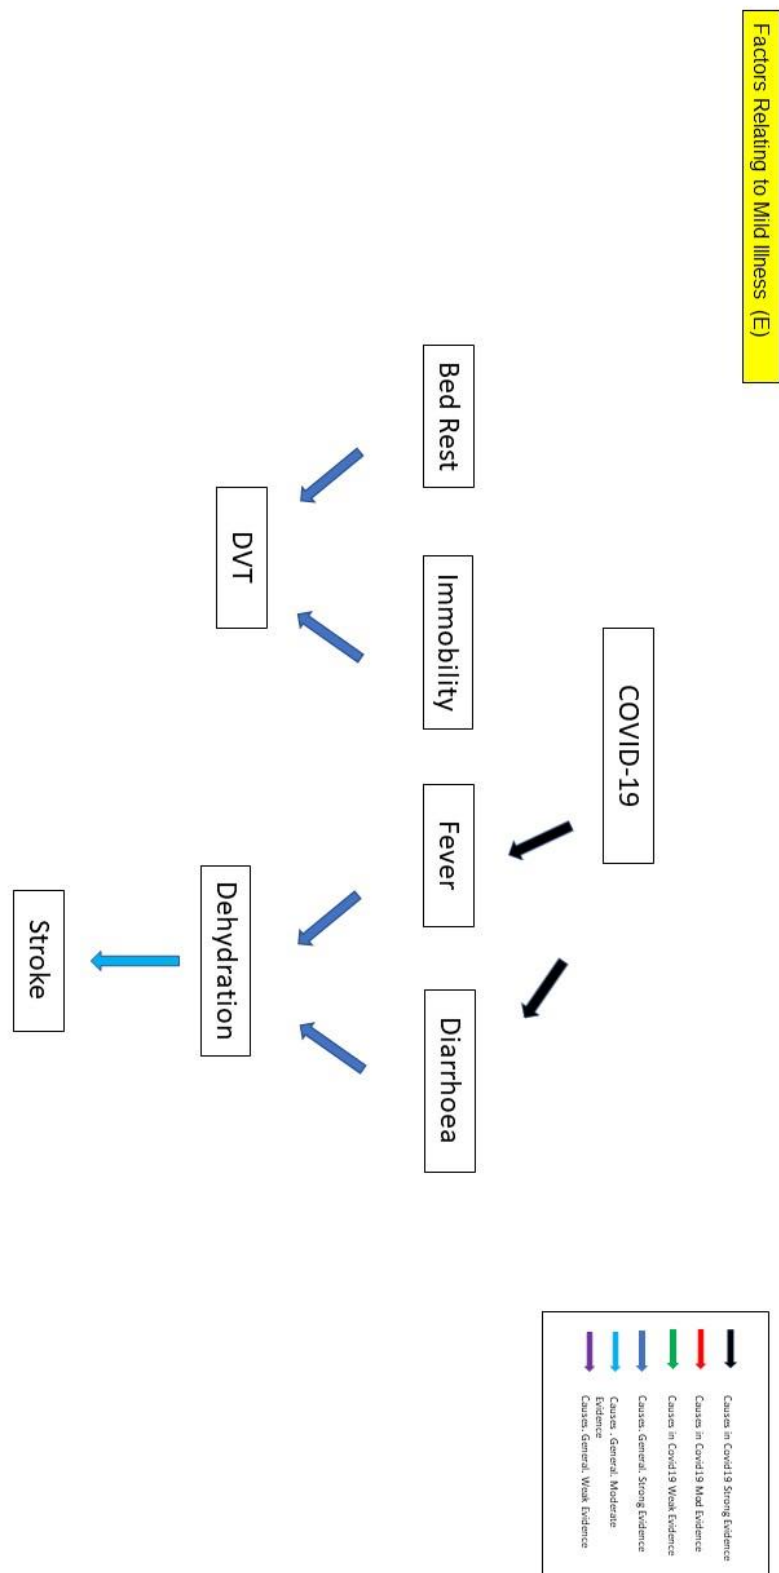 Factors Relating to Mild Illness (E)
COVID-19
Bed Rest
Immobility
Fever
Diarrhoea
DVT
Dehydration
Stroke
Causes in Covid19 Strong Evidence
Causes in Covid19 Mod Evidence
Causes in Covid19 Weak Evidence
Causes. General. Strong Evidence
Causes . General. Moderate
Evidence
Causes. General. Weak Evidence